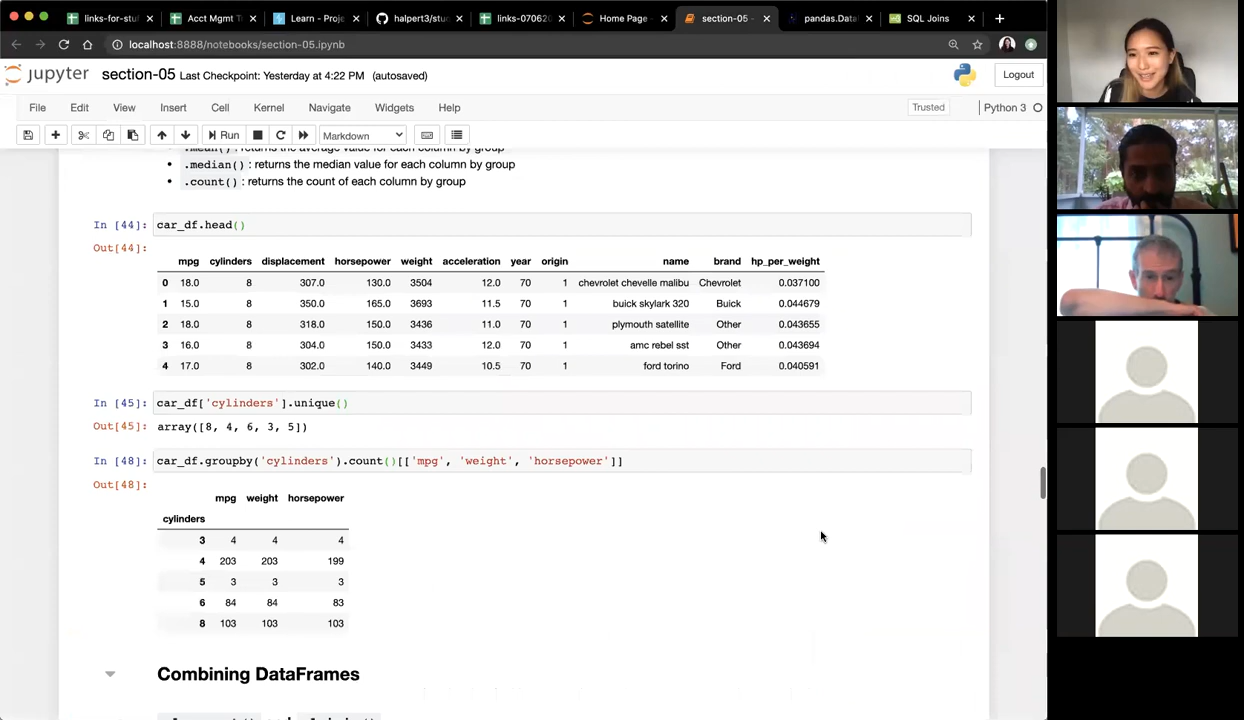 links-for-stu
Acct Mgmt T
Learn - Proj
halpert3/stu
links-07062
Home Page -
section-05 -
pandas.Data
SQL Joins
localhost:8888/notebooks/section-05.ipynb
jupyter section-05 Last Checkpoint: Yesterday at 4:22 PM (autosaved)
Logout
File Edit View Insert Cell Kernel Navigate Widgets Help
Trusted
Python 3
Run
Markdown
.mean() : returns the average value for each column by group
.median() : returns the median value for each column by group
.count() : returns the count of each column by group
In [44]: car_df.head()
Out[44]:
mpg cylinders displacement horsepower weight acceleration year origin name brand hp_per_weight
0 18.0 8 307.0 130.0 3504 12.0 70 1 chevrolet chevelle malibu Chevrolet 0.037100
1 15.0 8 350.0 165.0 3693 11.5 70 1 buick skylark 320 Buick 0.044679
2 18.0 8 318.0 150.0 3436 11.0 70 1 plymouth satellite Other 0.043655
3 16.0 8 304.0 150.0 3433 12.0 70 1 amc rebel sst Other 0.043694
4 17.0 8 302.0 140.0 3449 10.5 70 1 ford torino Ford 0.040591
In [45]: car_df['cylinders'].unique()
Out[45]: array([8, 4, 6, 3, 5])
In [48]: car_df.groupby('cylinders').count()[['mpg', 'weight', 'horsepower']]
Out[48]:
mpg weight horsepower
cylinders
3 4 4 4
4 203 203 199
5 3 3 3
6 84 84 83
8 103 103 103
Combining DataFrames